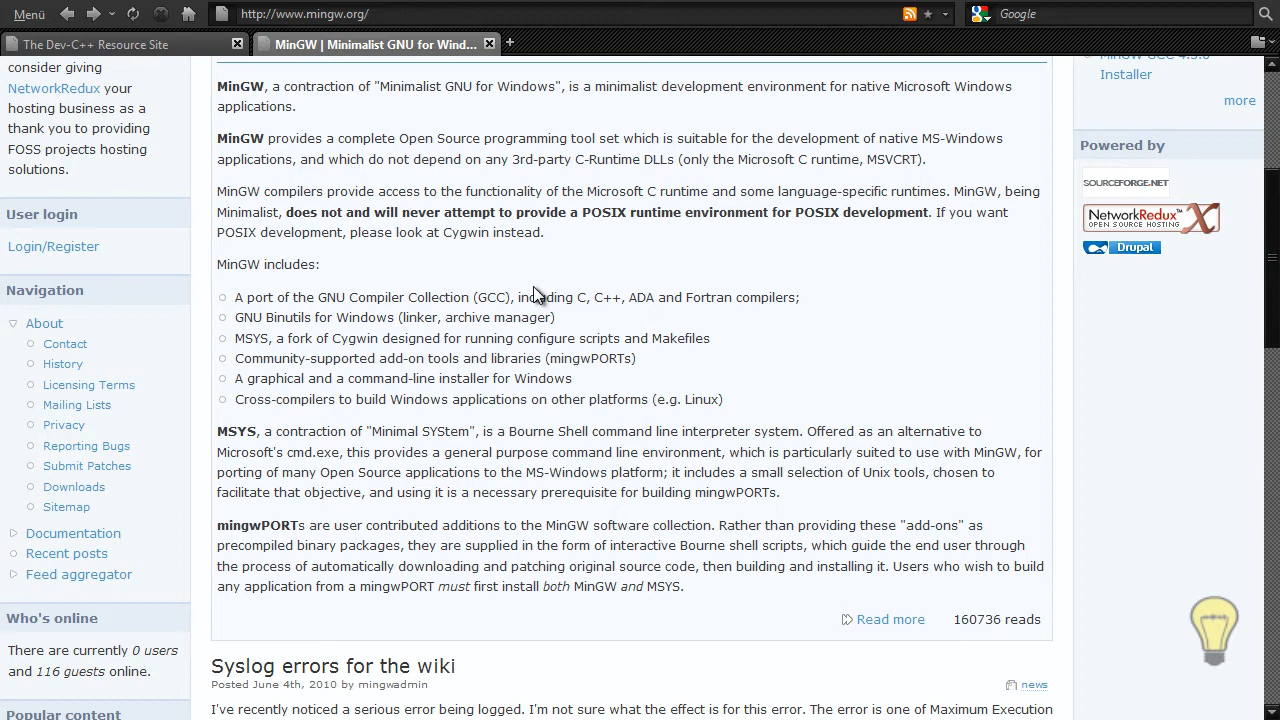 Menü
http://www.mingw.org/
Google
The Dev-C++ Resource Site
MinGW | Minimalist GNU for Wind...
consider giving
NetworkRedux your
hosting business as a
thank you to providing
FOSS projects hosting
solutions.
User login
Login/Register
Navigation
About
Contact
History
Licensing Terms
Mailing Lists
Privacy
Reporting Bugs
Submit Patches
Downloads
Sitemap
Documentation
Recent posts
Feed aggregator
Who's online
There are currently 0 users
and 116 guests online.
Popular content
MinGW, a contraction of "Minimalist GNU for Windows", is a minimalist development environment for native Microsoft Windows
applications.
MinGW provides a complete Open Source programming tool set which is suitable for the development of native MS-Windows
applications, and which do not depend on any 3rd-party C-Runtime DLLs (only the Microsoft C runtime, MSVCRT).
MinGW compilers provide access to the functionality of the Microsoft C runtime and some language-specific runtimes. MinGW, being
Minimalist, does not and will never attempt to provide a POSIX runtime environment for POSIX development. If you want
POSIX development, please look at Cygwin instead.
MinGW includes:
A port of the GNU Compiler Collection (GCC), including C, C++, ADA and Fortran compilers;
GNU Binutils for Windows (linker, archive manager)
MSYS, a fork of Cygwin designed for running configure scripts and Makefiles
Community-supported add-on tools and libraries (mingwPORTs)
A graphical and a command-line installer for Windows
Cross-compilers to build Windows applications on other platforms (e.g. Linux)
MSYS, a contraction of "Minimal SYStem", is a Bourne Shell command line interpreter system. Offered as an alternative to
Microsoft's cmd.exe, this provides a general purpose command line environment, which is particularly suited to use with MinGW, for
porting of many Open Source applications to the MS-Windows platform; it includes a small selection of Unix tools, chosen to
facilitate that objective, and using it is a necessary prerequisite for building mingwPORTs.
mingwPORTs are user contributed additions to the MinGW software collection. Rather than providing these "add-ons" as
precompiled binary packages, they are supplied in the form of interactive Bourne shell scripts, which guide the end user through
the process of automatically downloading and patching original source code, then building and installing it. Users who wish to build
any application from a mingwPORT must first install both MinGW and MSYS.
Read more
160736 reads
Syslog errors for the wiki
Posted June 4th, 2010 by mingwadmin
news
I've recently noticed a serious error being logged. I'm not sure what the effect is for this error. The error is one of Maximum Execution
Installer
more
Powered by
SOURCEFORGE.NET
NetworkRedux
OPEN SOURCE HOSTING
Drupal